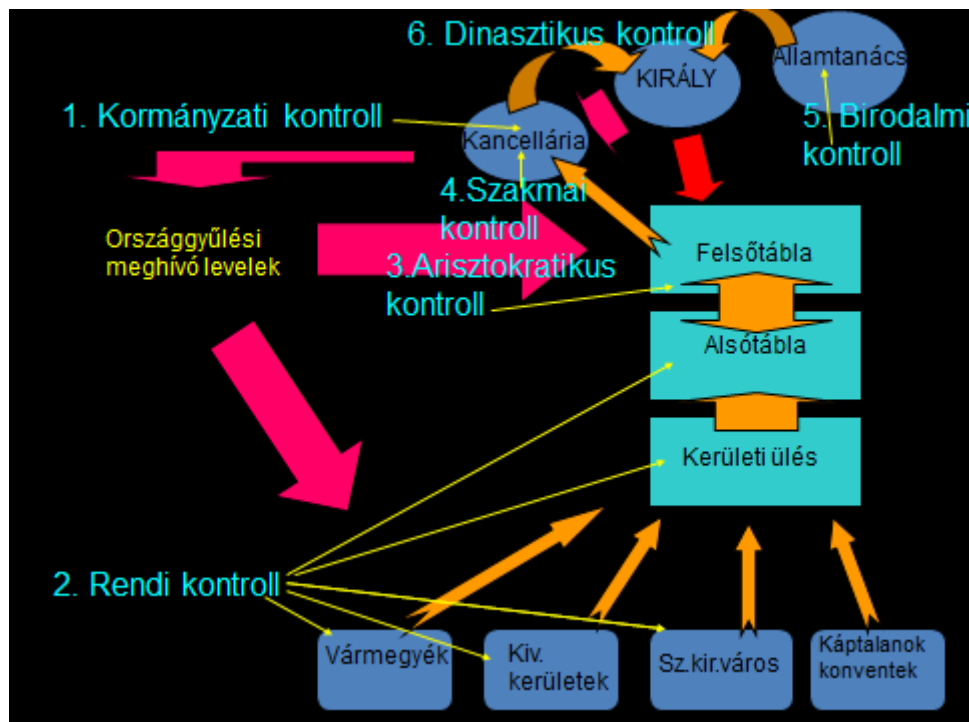 6. Dinasztikus kontroll
Államtanács
KIRÁLY
1. Kormányzati kontroll
5. Birodalmi
kontroll
Kancellária
4.Szakmai
kontroll
Országgyűlési
meghívó levelek
Felsőtábla
3.Arisztokratikus
kontroll
Alsótábla
Kerületi ülés
2. Rendi kontroll
Vármegyék
Kiv.
kerületek
Sz.kir.város
Káptalanok
konventek